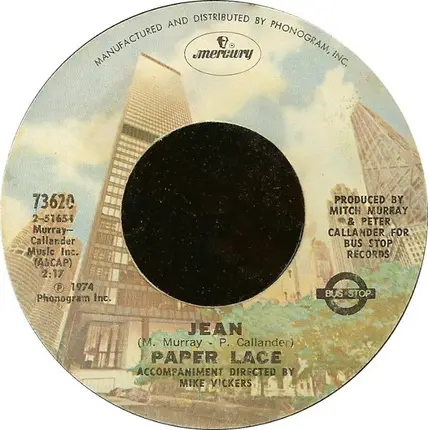 MANUFACTURED AND DISTRIBUTED BY PHONOGRAM, INC.
mercury
73620
2-51654
Murray-
Callander
Music Inc.
(ASCAP)
2:17
℗ 1974
Phonogram Inc.
PRODUCED BY
MITCH MURRAY
& PETER
CALLANDER FOR
BUS STOP
RECORDS
BUS STOP
JEAN
(M. Murray - P. Callander)
PAPER LACE
ACCOMPANIMENT DIRECTED BY
MIKE VICKERS